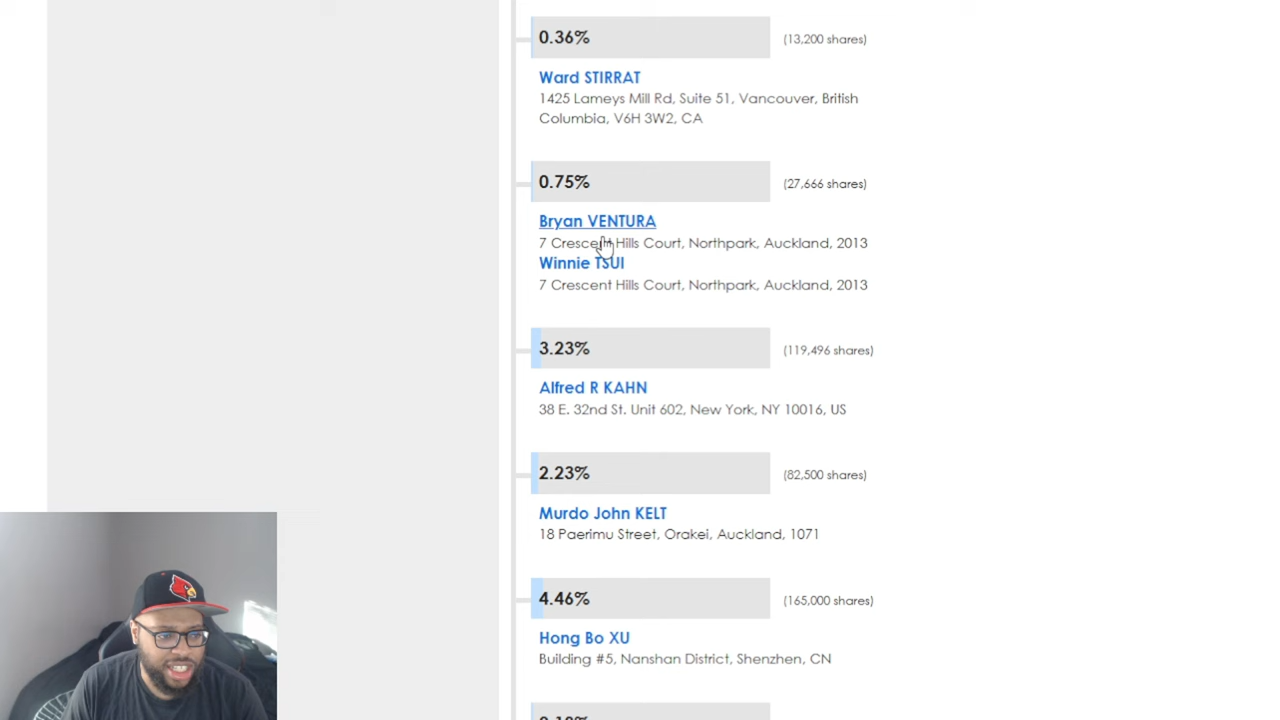 0.36% (13,200 shares)
Ward STIRRAT
1425 Lameys Mill Rd, Suite 51, Vancouver, British
Columbia, V6H 3W2, CA
0.75% (27,666 shares)
Bryan VENTURA
7 Crescent Hills Court, Northpark, Auckland, 2013
Winnie TSUI
7 Crescent Hills Court, Northpark, Auckland, 2013
3.23% (119,496 shares)
Alfred R KAHN
38 E. 32nd St. Unit 602, New York, NY 10016, US
2.23% (82,500 shares)
Murdo John KELT
18 Paerimu Street, Orakei, Auckland, 1071
4.46% (165,000 shares)
Hong Bo XU
Building #5, Nanshan District, Shenzhen, CN